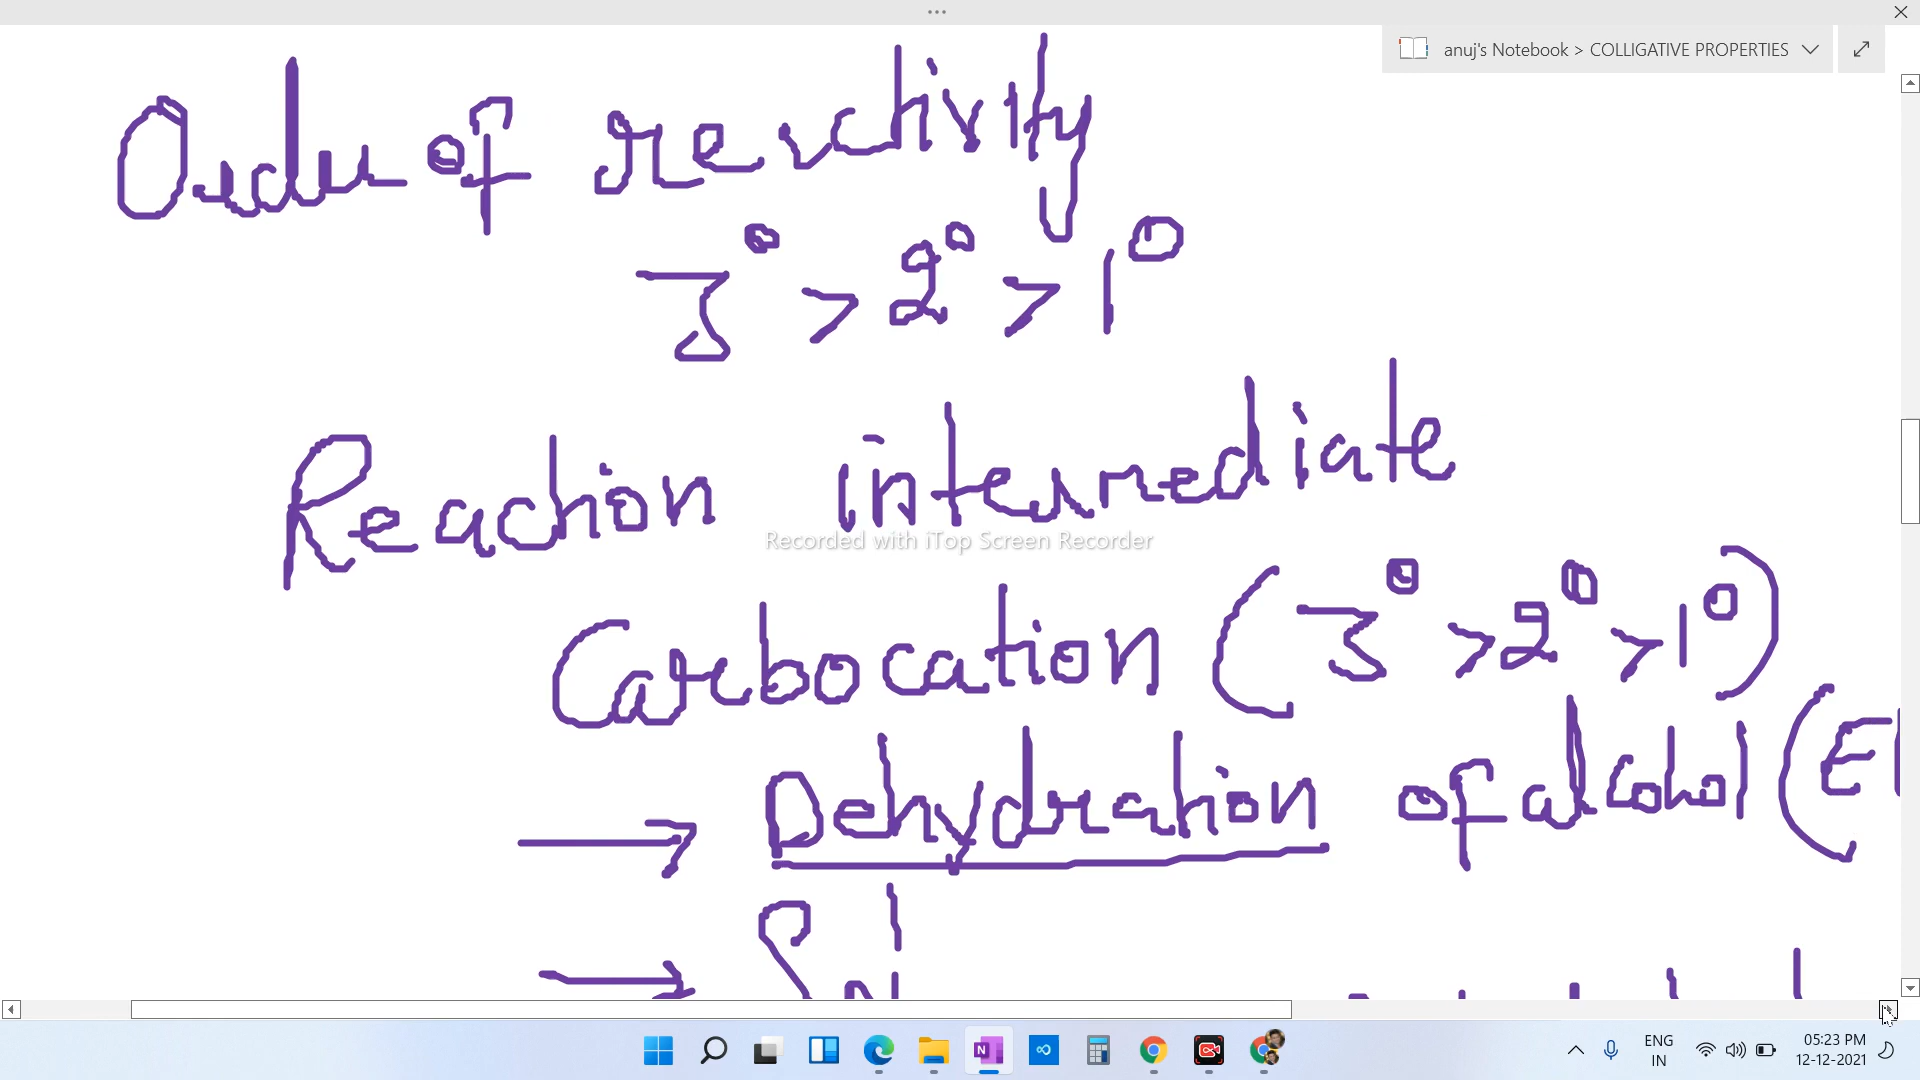 anuj's Notebook > COLLIGATIVE PROPERTIES
Order of reactivity
3° > 2° > 1°
Reaction intermediate
Recorded with iTop Screen Recorder
Carbocation (3° > 2° > 1°)
→ Dehydration of alcohol (E1
→
ENG
IN
05:23 PM
12-12-2021